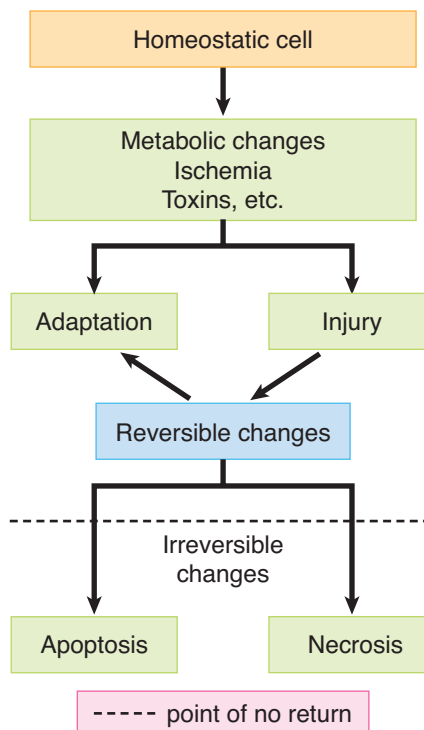 Homeostatic cell
Metabolic changes
Ischemia
Toxins, etc.
Adaptation
Injury
Reversible changes
Irreversible
changes
Apoptosis
Necrosis
point of no return